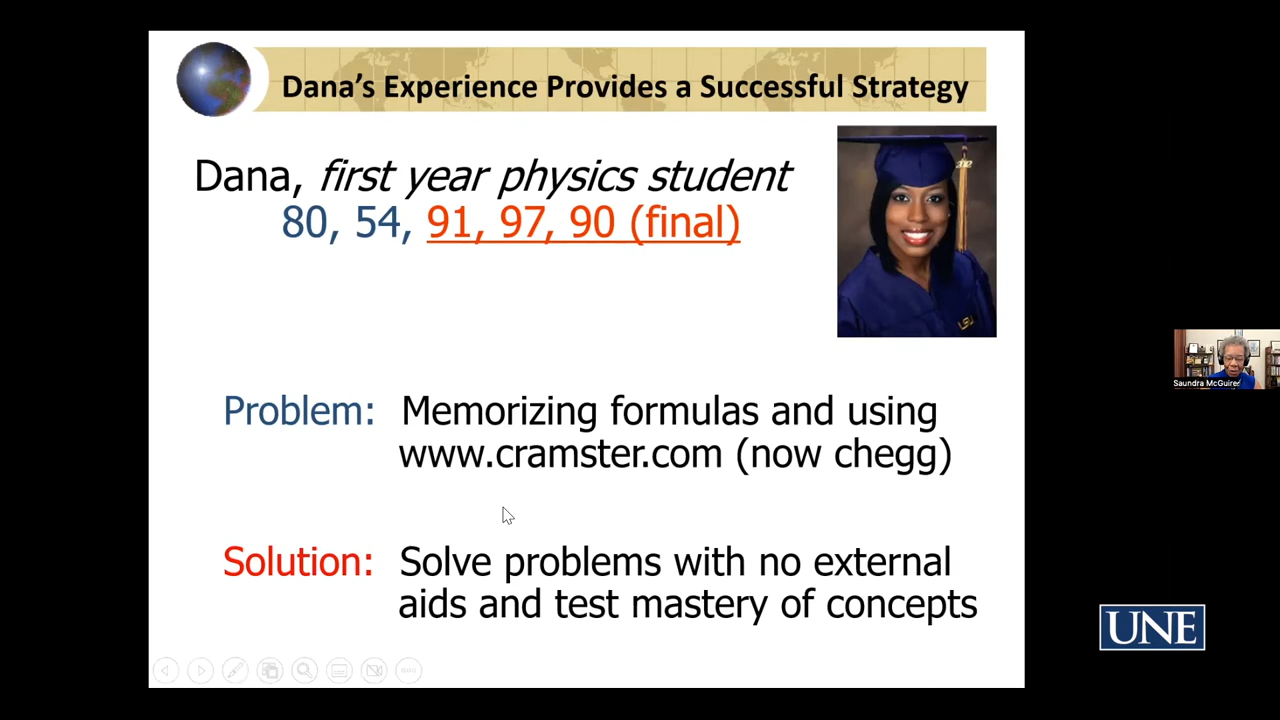 Dana's Experience Provides a Successful Strategy
Dana, first year physics student
80, 54, 91, 97, 90 (final)
Problem: Memorizing formulas and using
www.cramster.com (now chegg)
Solution: Solve problems with no external
aids and test mastery of concepts
LSU
Saundra McGuire
UNE